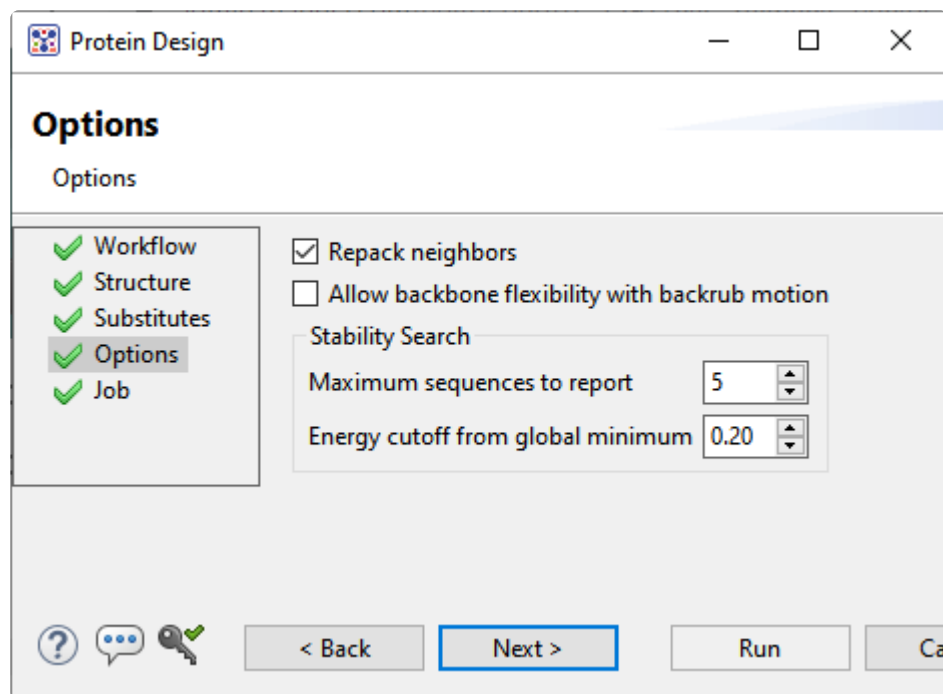 Protein Design
Options
Options
Workflow
Structure
Substitutes
Options
Job
Repack neighbors
Allow backbone flexibility with backrub motion
Stability Search
Maximum sequences to report 5
Energy cutoff from global minimum 0.20
< Back Next > Run Ca